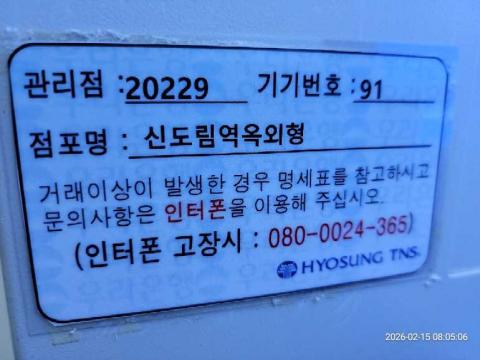 관리점 :20229 기기번호 :91
점포명 : 신도림역옥외형
거래이상이 발생한 경우 명세표를 참고하시고
문의사항은 인터폰을 이용해 주십시오.
(인터폰 고장시 : 080-0024-365)
HYOSUNG TNS.
2026-02-15 08:05:06